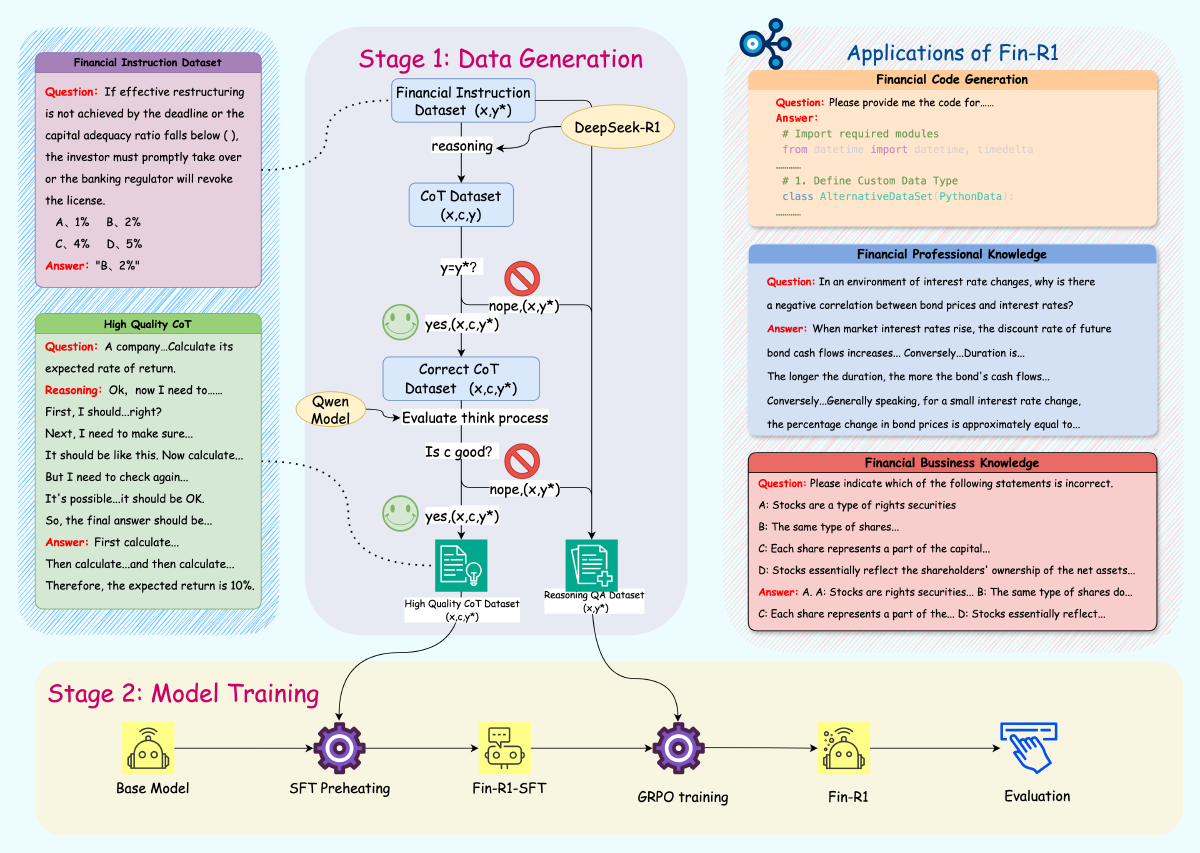 Financial Instruction Dataset
Question: If effective restructuring
is not achieved by the deadline or the
capital adequacy ratio falls below ( ),
the investor must promptly take over
or the banking regulator will revoke
the license.
A、1% B、2%
C、4% D、5%
Answer: "B、2%"
High Quality CoT
Question: A company...Calculate its
expected rate of return.
Reasoning: Ok, now I need to......
First, I should...right?
Next, I need to make sure...
It should be like this. Now calculate...
But I need to check again...
It's possible...it should be OK.
So, the final answer should be...
Answer: First calculate...
Then calculate...and then calculate...
Therefore, the expected return is 10%.
Stage 1: Data Generation
Financial Instruction
Dataset (x,y*)
DeepSeek-R1
reasoning
CoT Dataset
(x,c,y)
y=y*?
nope,(x,y*)
yes,(x,c,y*)
Correct CoT
Dataset (x,c,y*)
Qwen
Model
Evaluate think process
Is c good?
nope,(x,y*)
yes,(x,c,y*)
High Quality CoT Dataset
(x,c,y*)
Reasoning QA Dataset
(x,y*)
Applications of Fin-R1
Financial Code Generation
Question: Please provide me the code for......
Answer:
# Import required modules
from datetime import datetime, timedelta
............
# 1. Define Custom Data Type
class AlternativeDataSet(PythonData):
............
Financial Professional Knowledge
Question: In an environment of interest rate changes, why is there
a negative correlation between bond prices and interest rates?
Answer: When market interest rates rise, the discount rate of future
bond cash flows increases... Conversely...Duration is...
The longer the duration, the more the bond's cash flows...
Conversely...Generally speaking, for a small interest rate change,
the percentage change in bond prices is approximately equal to...
Financial Bussiness Knowledge
Question: Please indicate which of the following statements is incorrect.
A: Stocks are a type of rights securities
B: The same type of shares...
C: Each share represents a part of the capital...
D: Stocks essentially reflect the shareholders' ownership of the net assets...
Answer: A. A: Stocks are rights securities... B: The same type of shares do...
C: Each share represents a part of the... D: Stocks essentially reflect...
Stage 2: Model Training
Base Model
SFT Preheating
Fin-R1-SFT
GRPO training
Fin-R1
Evaluation